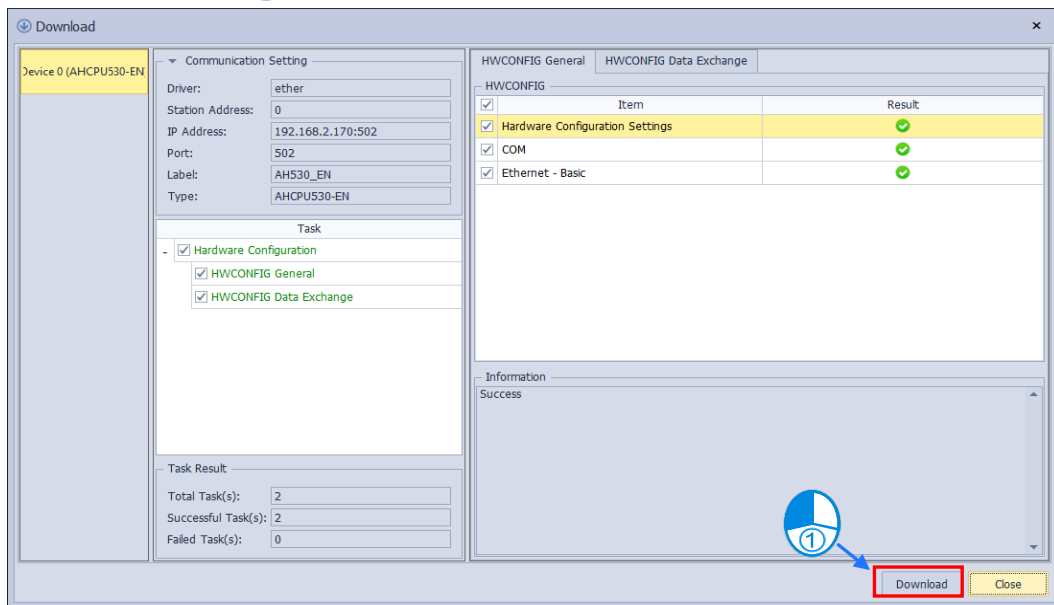 Download
Device 0 (AHCPU530-EN
Communication Setting
Driver: ether
Station Address: 0
IP Address: 192.168.2.170:502
Port: 502
Label: AH530_EN
Type: AHCPU530-EN
Task
Hardware Configuration
HWCONFIG General
HWCONFIG Data Exchange
Task Result
Total Task(s): 2
Successful Task(s): 2
Failed Task(s): 0
HWCONFIG General HWCONFIG Data Exchange
HWCONFIG
Item Result
Hardware Configuration Settings
COM
Ethernet - Basic
Information
Success
①
Download Close